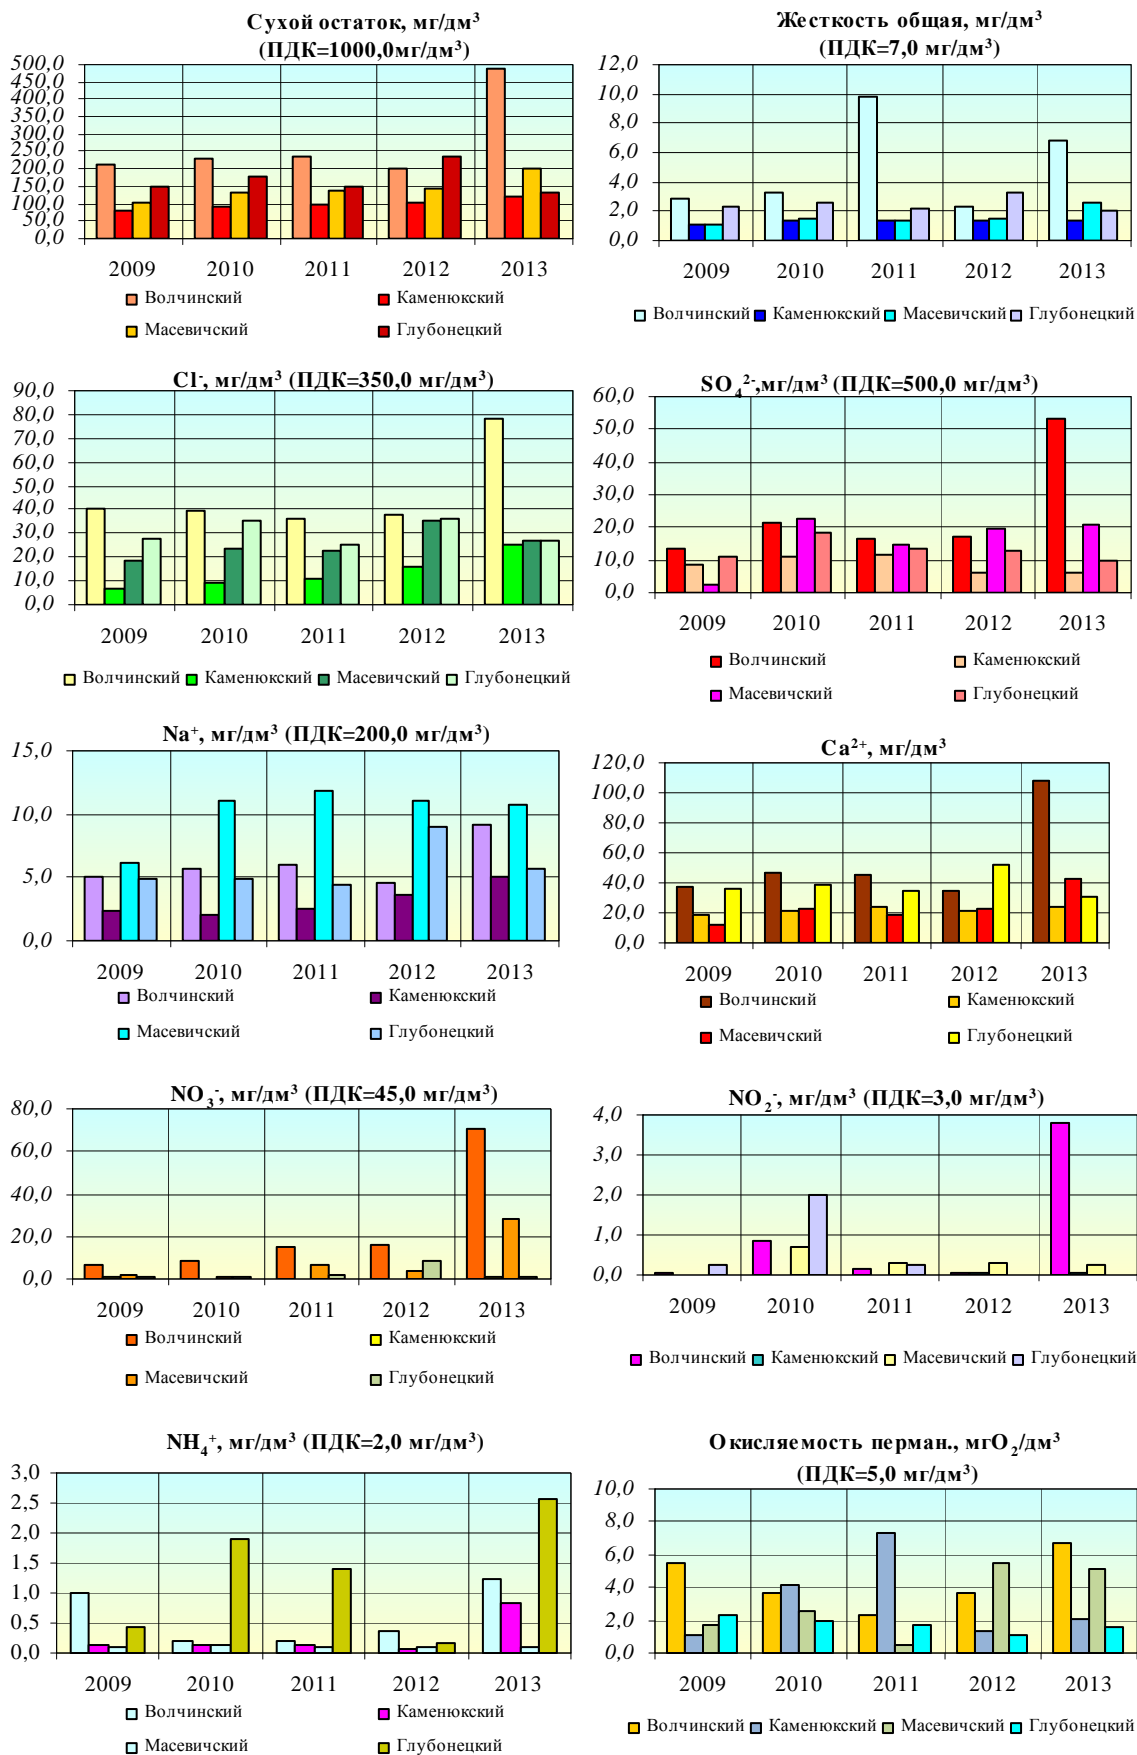 Сухой остаток, мг/дм³
(ПДК=1000,0мг/дм³)
500,0
450,0
400,0
350,0
300,0
250,0
200,0
150,0
100,0
50,0
0,0
2009 2010 2011 2012 2013
Волчинский Каменюкский
Масевичский Глубонецкий
Жесткость общая, мг/дм³
(ПДК=7,0 мг/дм³)
12,0
10,0
8,0
6,0
4,0
2,0
0,0
2009 2010 2011 2012 2013
Волчинский Каменюкский Масевичский Глубонецкий
Cl⁻, мг/дм³ (ПДК=350,0 мг/дм³)
90,0
80,0
70,0
60,0
50,0
40,0
30,0
20,0
10,0
0,0
2009 2010 2011 2012 2013
Волчинский Каменюкский Масевичский Глубонецкий
SO₄²⁻,мг/дм³ (ПДК=500,0 мг/дм³)
60,0
50,0
40,0
30,0
20,0
10,0
0,0
2009 2010 2011 2012 2013
Волчинский Каменюкский
Масевичский Глубонецкий
Na⁺, мг/дм³ (ПДК=200,0 мг/дм³)
15,0
10,0
5,0
0,0
2009 2010 2011 2012 2013
Волчинский Каменюкский
Масевичский Глубонецкий
Ca²⁺, мг/дм³
120,0
100,0
80,0
60,0
40,0
20,0
0,0
2009 2010 2011 2012 2013
Волчинский Каменюкский
Масевичский Глубонецкий
NO₃⁻, мг/дм³ (ПДК=45,0 мг/дм³)
80,0
60,0
40,0
20,0
0,0
2009 2010 2011 2012 2013
Волчинский Каменюкский
Масевичский Глубонецкий
NO₂⁻, мг/дм³ (ПДК=3,0 мг/дм³)
4,0
3,0
2,0
1,0
0,0
2009 2010 2011 2012 2013
Волчинский Каменюкский Масевичский Глубонецкий
NH₄⁺, мг/дм³ (ПДК=2,0 мг/дм³)
3,0
2,5
2,0
1,5
1,0
0,5
0,0
2009 2010 2011 2012 2013
Волчинский Каменюкский
Масевичский Глубонецкий
Окисляемость перман., мгО₂/дм³
(ПДК=5,0 мг/дм³)
10,0
8,0
6,0
4,0
2,0
0,0
2009 2010 2011 2012 2013
Волчинский Каменюкский Масевичский Глубонецкий